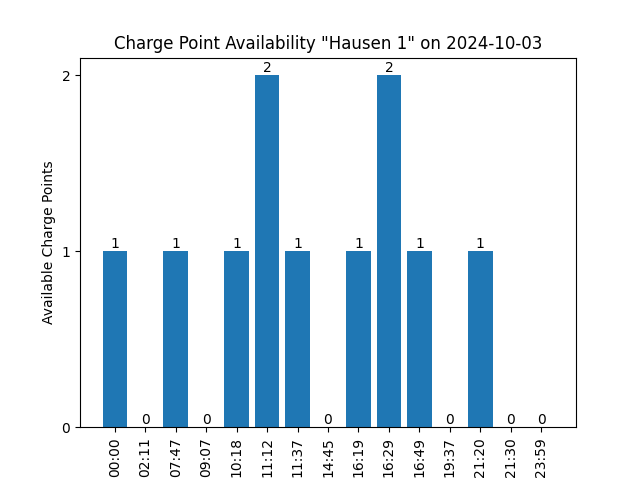 Charge Point Availability "Hausen 1" on 2024-10-03
Available Charge Points
2
1
0
1 0 1 0 1 2 1 0 1 2 1 0 1 0 0
00:00 02:11 07:47 09:07 10:18 11:12 11:37 14:45 16:19 16:29 16:49 19:37 21:20 21:30 23:59